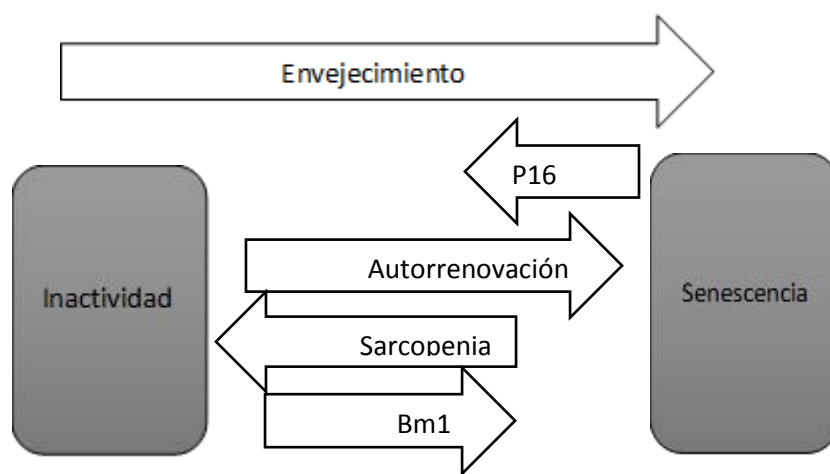 Envejecimiento
P16
Autorrenovación
Inactividad
Senescencia
Sarcopenia
Bm1